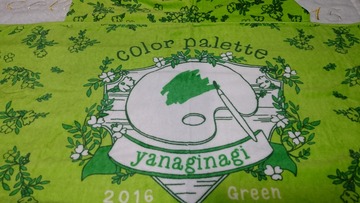 color palette
yanaginagi
2016 Green